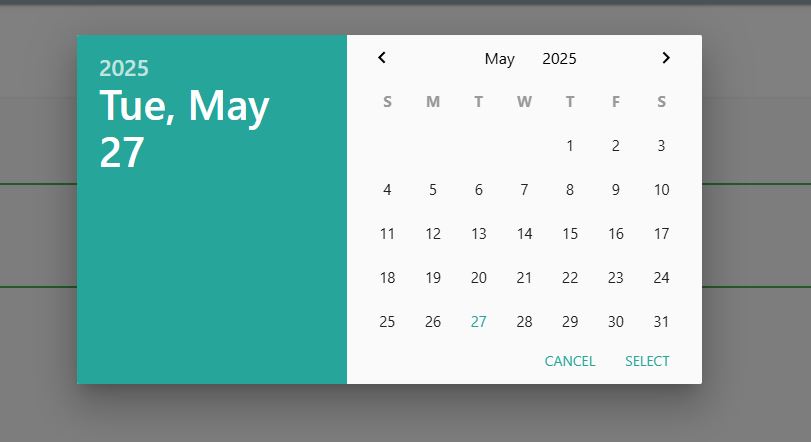 2025
Tue, May
27
May 2025
S M T W T F S
1 2 3
4 5 6 7 8 9 10
11 12 13 14 15 16 17
18 19 20 21 22 23 24
25 26 27 28 29 30 31
CANCEL SELECT